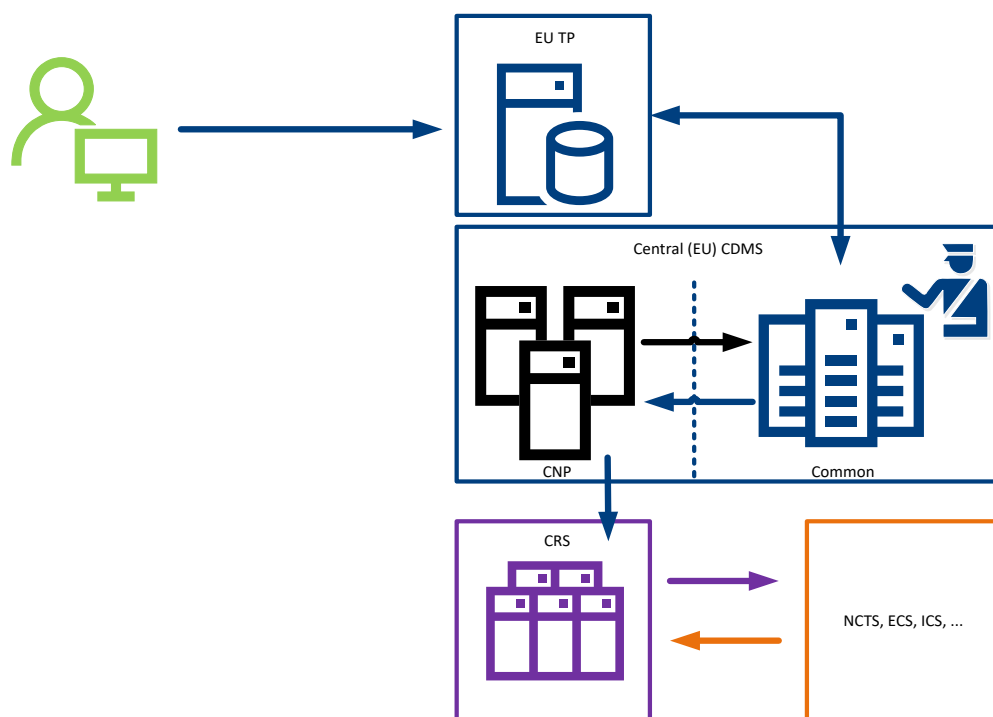 EU TP
Central (EU) CDMS
CNP
Common
CRS
NCTS, ECS, ICS, ...